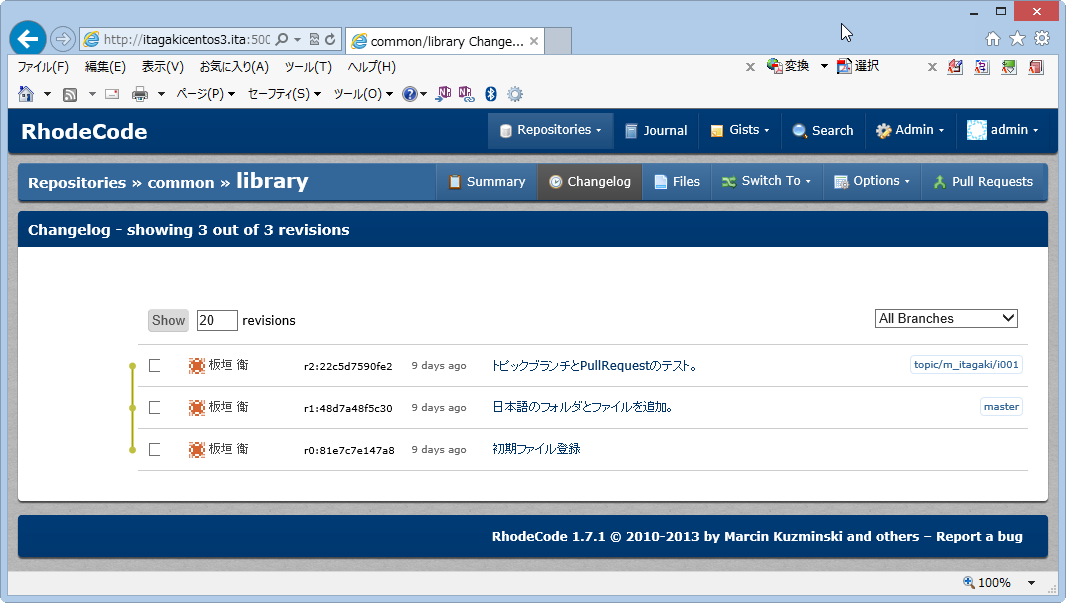 http://itagakicentos3.ita:500
common/library Change...
ファイル(F) 編集(E) 表示(V) お気に入り(A) ツール(T) ヘルプ(H)
変換 選択
ページ(P) セーフティ(S) ツール(O)
RhodeCode
Repositories Journal Gists Search Admin admin
Repositories » common » library
Summary Changelog Files Switch To Options Pull Requests
Changelog - showing 3 out of 3 revisions
Show 20 revisions
All Branches
板垣 衛 r2:22c5d7590fe2 9 days ago トピックブランチとPullRequestのテスト。 topic/m_itagaki/i001
板垣 衛 r1:48d7a48f5c30 9 days ago 日本語のフォルダとファイルを追加。 master
板垣 衛 r0:81e7c7e147a8 9 days ago 初期ファイル登録
RhodeCode 1.7.1 © 2010-2013 by Marcin Kuzminski and others – Report a bug
100%